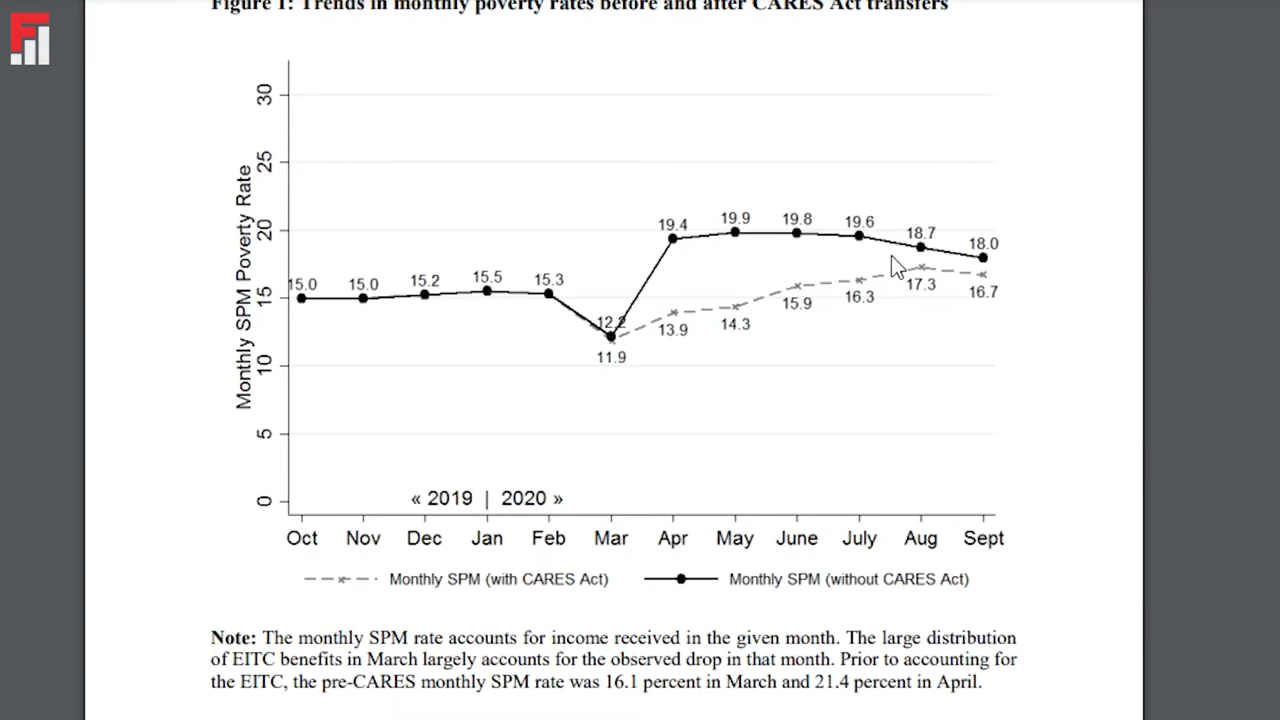 Figure 1: Trends in monthly poverty rates before and after CARES Act transfers
30
25
20
15
10
5
0
Monthly SPM Poverty Rate
15.0 15.0 15.2 15.5 15.3 12.2 19.4 19.9 19.8 19.6 18.7 18.0
11.9 13.9 14.3 15.9 16.3 17.3 16.7
« 2019 | 2020 »
Oct Nov Dec Jan Feb Mar Apr May June July Aug Sept
Monthly SPM (with CARES Act) Monthly SPM (without CARES Act)
Note: The monthly SPM rate accounts for income received in the given month. The large distribution
of EITC benefits in March largely accounts for the observed drop in that month. Prior to accounting for
the EITC, the pre-CARES monthly SPM rate was 16.1 percent in March and 21.4 percent in April.